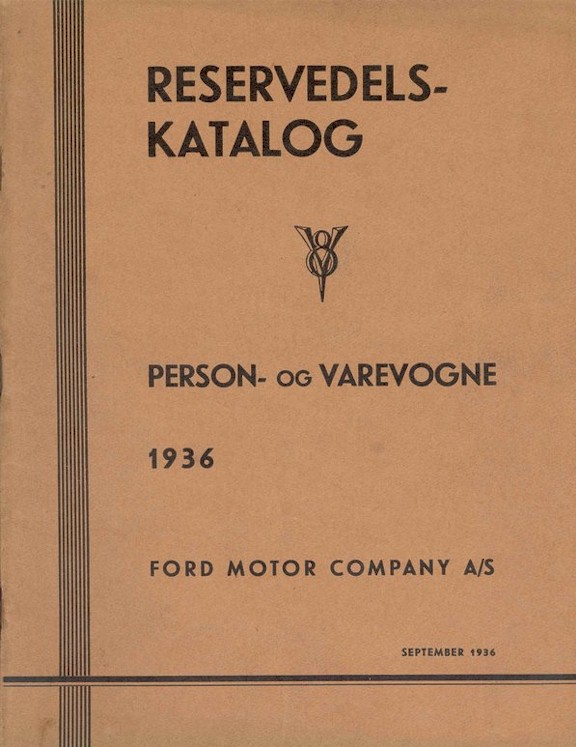 RESERVEDELS-
KATALOG
V8
PERSON- OG VAREVOGNE
1936
FORD MOTOR COMPANY A/S
SEPTEMBER 1936